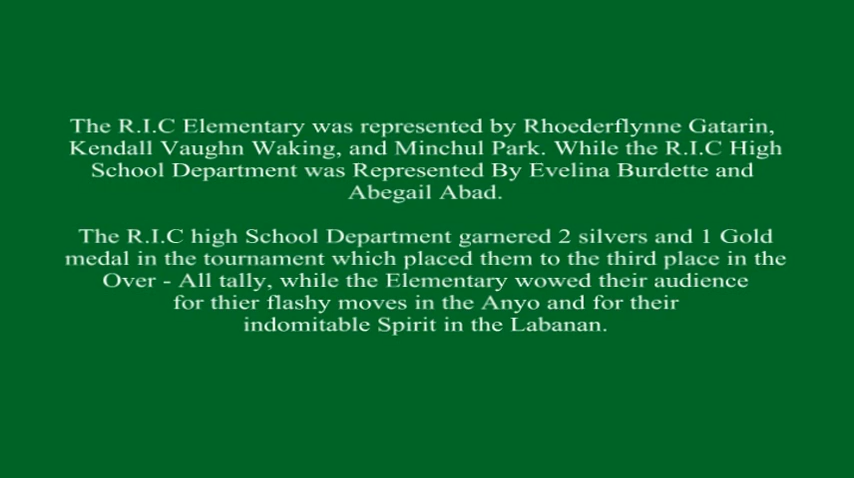 The R.I.C Elementary was represented by Rhoederflynne Gatarin,
Kendall Vaughn Waking, and Minchul Park. While the R.I.C High
School Department was Represented By Evelina Burdette and
Abegail Abad.
The R.I.C high School Department garnered 2 silvers and 1 Gold
medal in the tournament which placed them to the third place in the
Over - All tally, while the Elementary wowed their audience
for thier flashy moves in the Anyo and for their
indomitable Spirit in the Labanan.